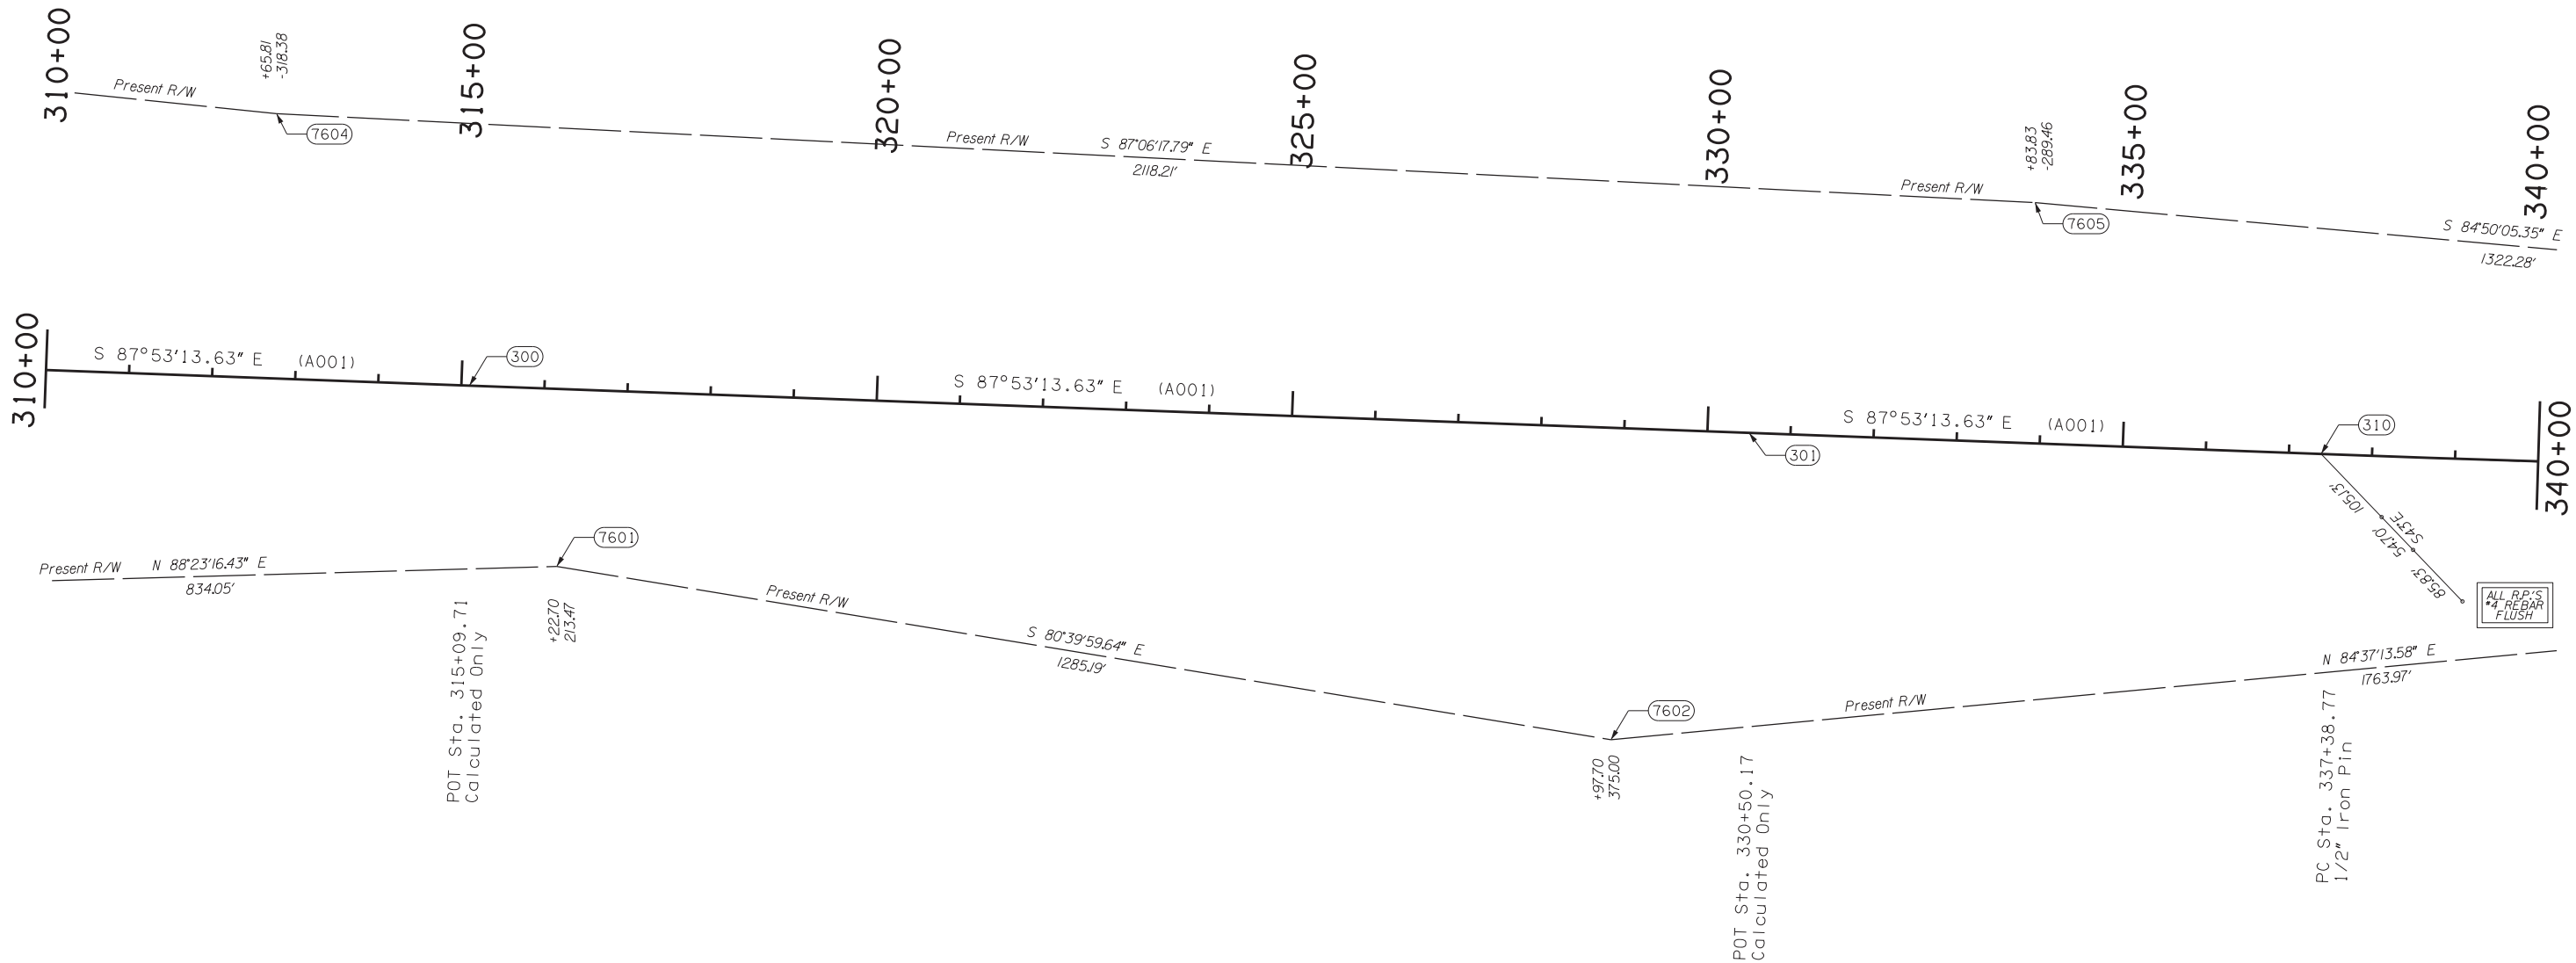 310+00
+65.81
-318.38
315+00
320+00
325+00
330+00
+83.83
-289.46
335+00
340+00
Present R/W
7604
Present R/W
S 87°06'17.79" E
2118.21'
Present R/W
7605
S 84°50'05.35" E
1322.28'
310+00
S 87°53'13.63" E (A001)
300
S 87°53'13.63" E (A001)
301
S 87°53'13.63" E (A001)
310
340+00
105.13'
S43°E
54.70'
85.83'
ALL R.P.'S
#4 REBAR
FLUSH
Present R/W N 88°23'16.43" E
834.05'
7601
+22.70
213.47
POT Sta. 315+09.71
Calculated Only
Present R/W
S 80°39'59.64" E
1285.19'
7602
+97.70
375.00
Present R/W
N 84°37'13.58" E
1763.97'
POT Sta. 330+50.17
Calculated Only
PC Sta. 337+38.77
1/2" Iron Pin